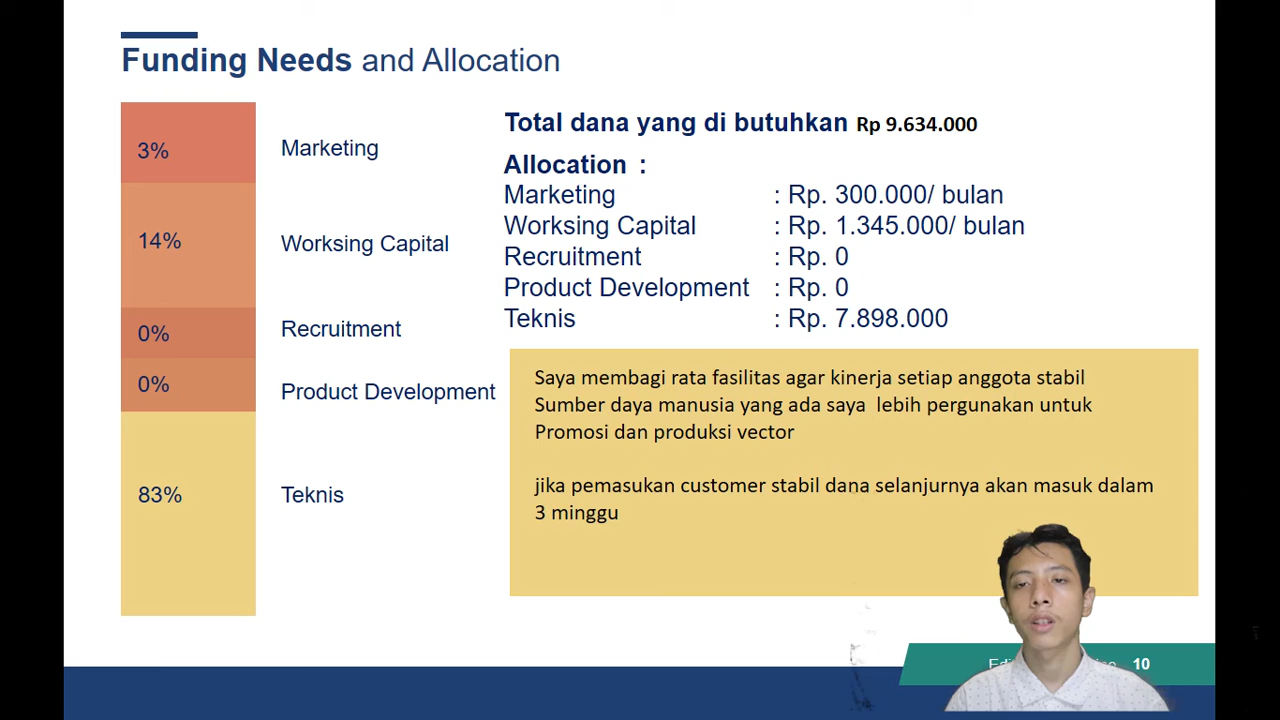 Funding Needs and Allocation
3%
Marketing
14%
Worksing Capital
0%
Recruitment
0%
Product Development
83%
Teknis
Total dana yang di butuhkan Rp 9.634.000
Allocation :
Marketing : Rp. 300.000/ bulan
Worksing Capital : Rp. 1.345.000/ bulan
Recruitment : Rp. 0
Product Development : Rp. 0
Teknis : Rp. 7.898.000
Saya membagi rata fasilitas agar kinerja setiap anggota stabil
Sumber daya manusia yang ada saya lebih pergunakan untuk
Promosi dan produksi vector
jika pemasukan customer stabil dana selanjurnya akan masuk dalam
3 minggu
10